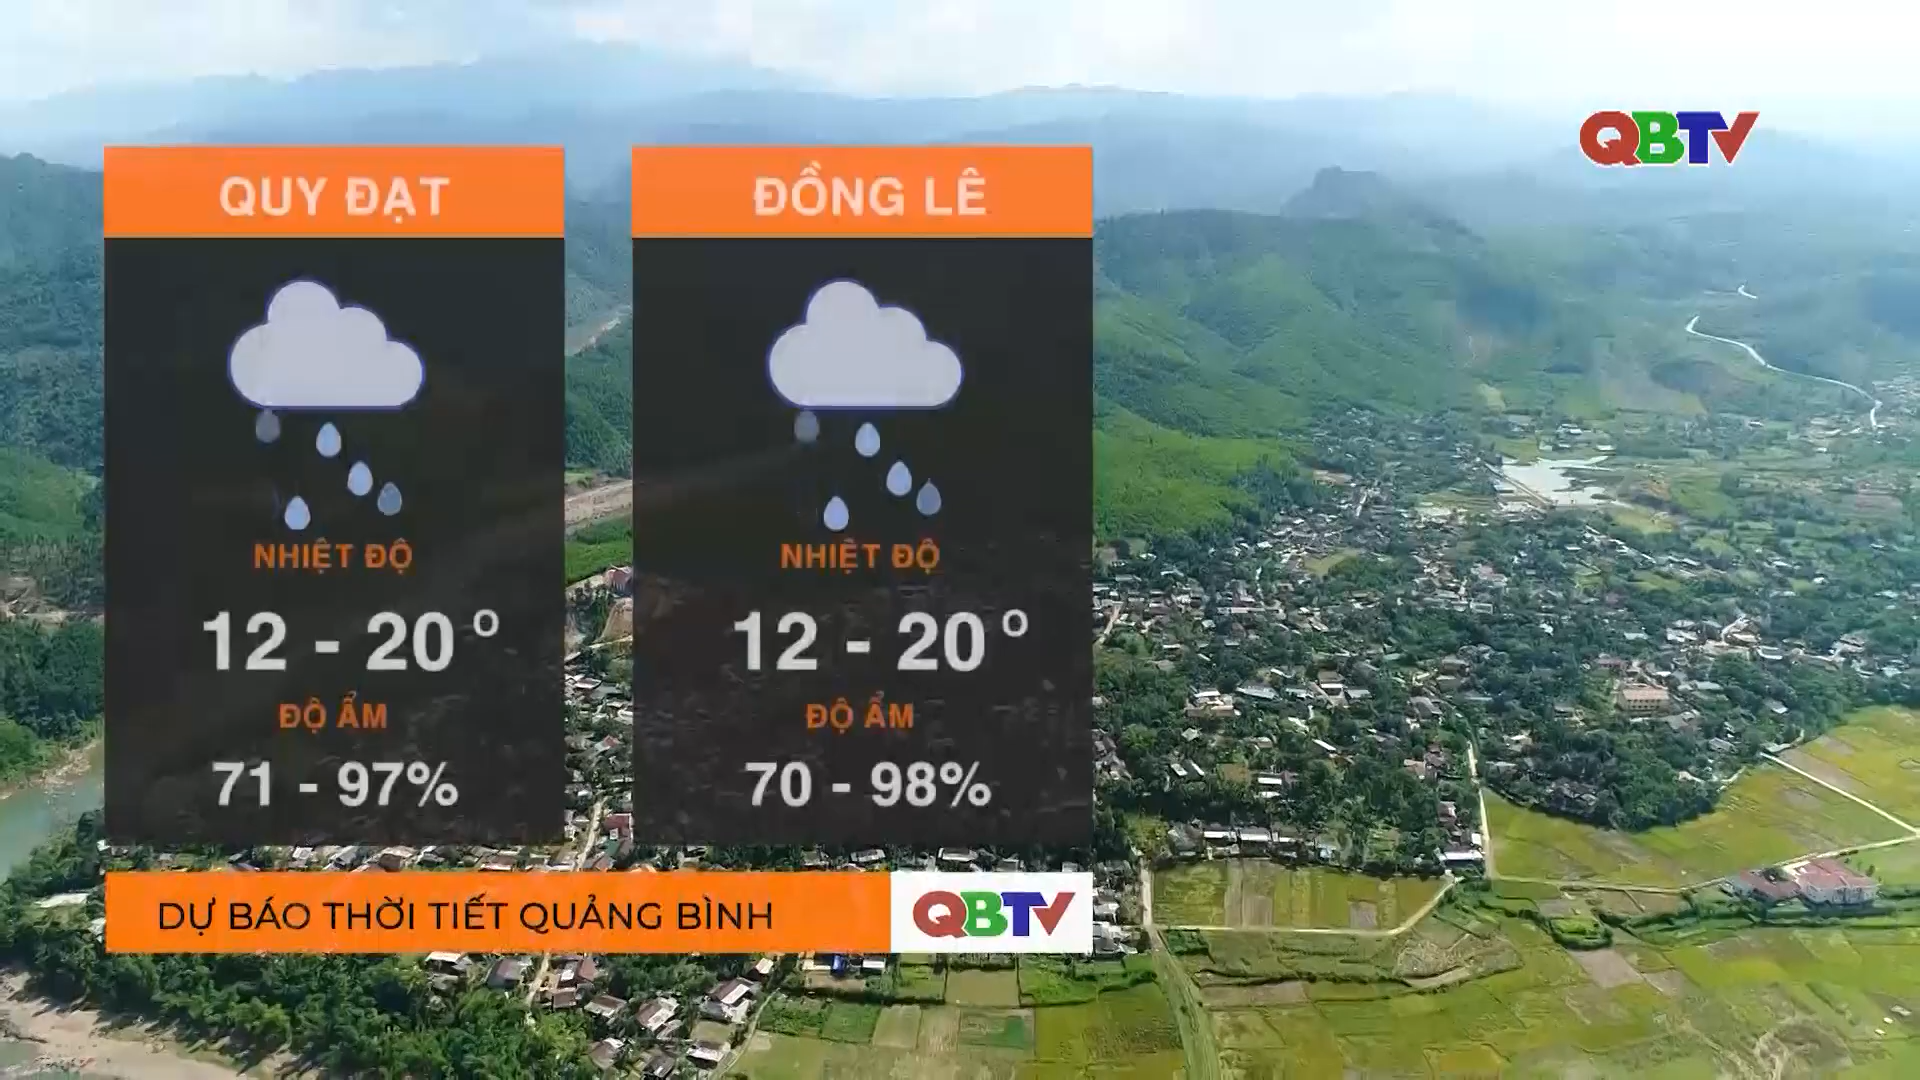 QBTV
QUY ĐẠT
NHIỆT ĐỘ
12 - 20°
ĐỘ ẨM
71 - 97%
ĐỒNG LÊ
NHIỆT ĐỘ
12 - 20°
ĐỘ ẨM
70 - 98%
DỰ BÁO THỜI TIẾT QUẢNG BÌNH
QBTV